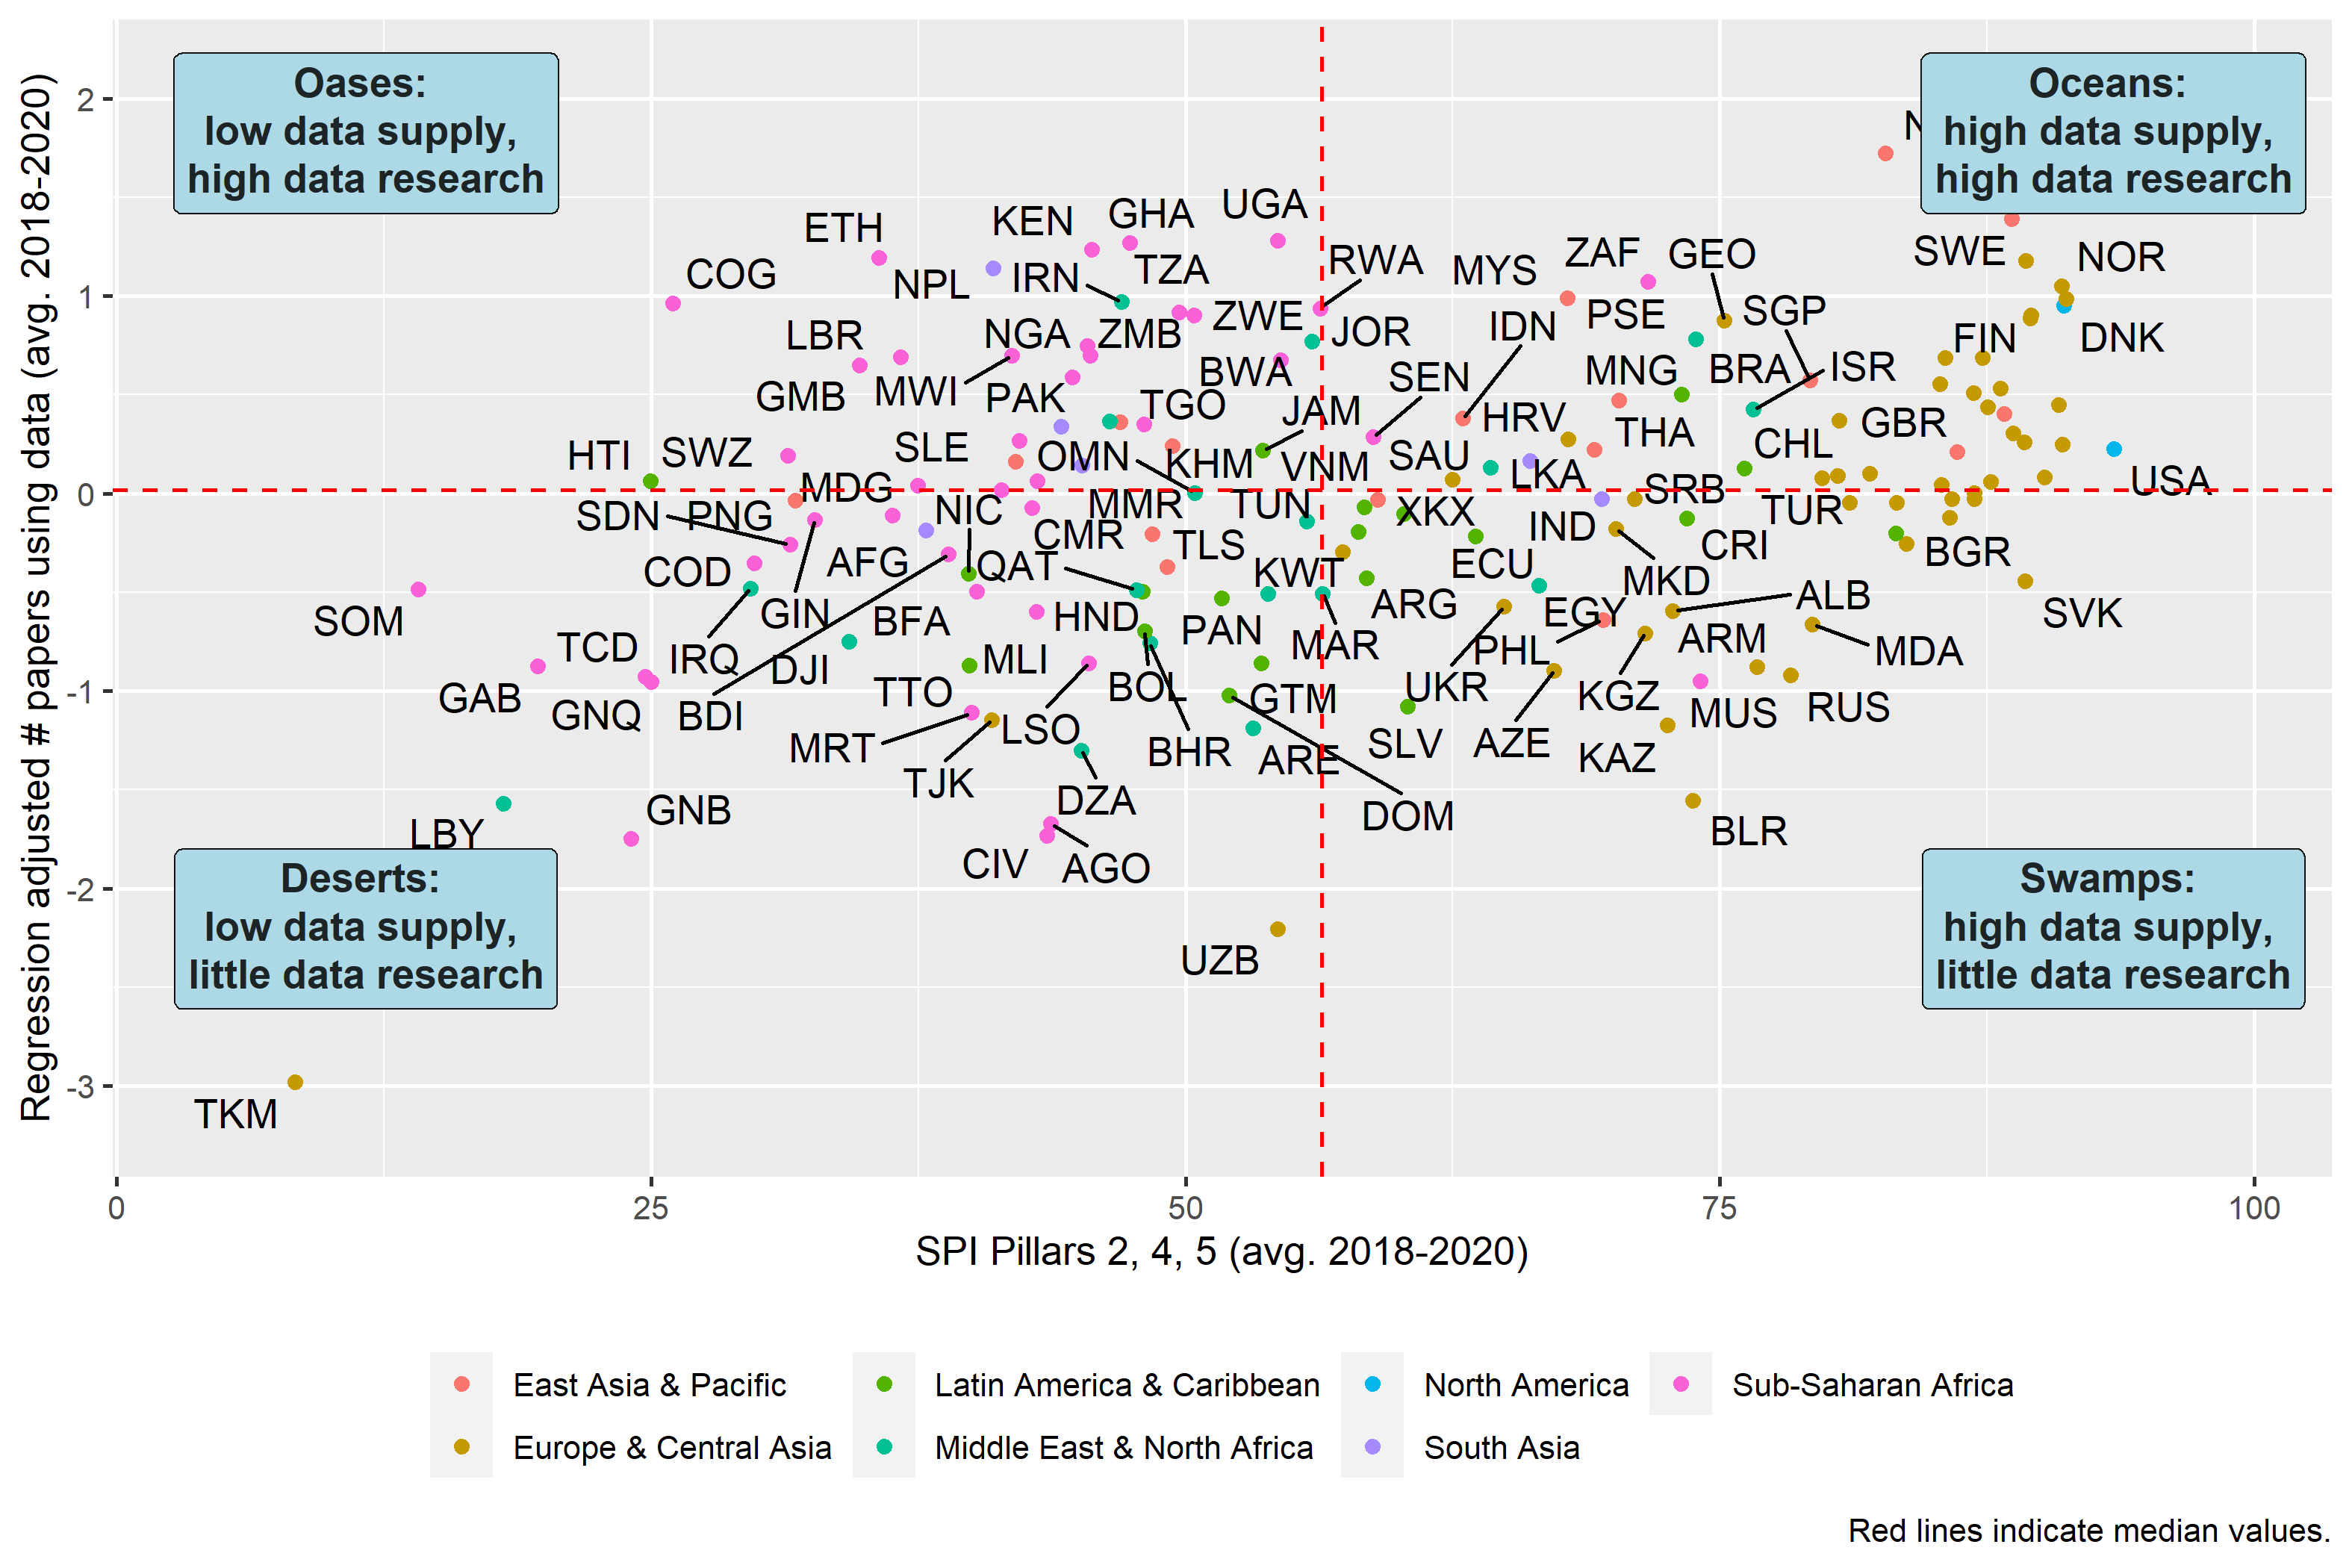 Regression adjusted # papers using data (avg. 2018-2020)
2
1
0
-1
-2
-3
Oases:
low data supply,
high data research
Oceans:
high data supply,
high data research
UGA
GHA
KEN
ETH
COG
NPL
IRN
TZA
RWA
MYS
ZAF
GEO
SWE
NOR
LBR
NGA
ZMB
ZWE
JOR
IDN
PSE
SGP
FIN
DNK
GMB
MWI
PAK
BWA
SEN
MNG
BRA
ISR
TGO
JAM
HRV
THA
CHL
GBR
HTI
SWZ
SLE
OMN
KHM
VNM
SAU
LKA
SRB
USA
SDN
PNG
MDG
NIC
MMR
TUN
XKX
IND
TUR
CMR
TLS
CRI
BGR
COD
AFG
QAT
KWT
ECU
MKD
ALB
SOM
GIN
BFA
HND
PAN
ARG
EGY
SVK
TCD
IRQ
DJI
MLI
MAR
PHL
ARM
MDA
GAB
GNQ
BDI
TTO
BOL
GTM
UKR
KGZ
MUS
RUS
MRT
LSO
BHR
ARE
SLV
AZE
KAZ
TJK
DZA
DOM
BLR
LBY
GNB
CIV
AGO
UZB
TKM
Deserts:
low data supply,
little data research
Swamps:
high data supply,
little data research
0
25
50
75
100
SPI Pillars 2, 4, 5 (avg. 2018-2020)
East Asia & Pacific
Latin America & Caribbean
North America
Sub-Saharan Africa
Europe & Central Asia
Middle East & North Africa
South Asia
Red lines indicate median values.